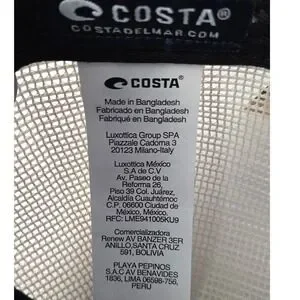 COSTA®
COSTADELMAR.COM
COSTA®
Made in Bangladesh
Fabricado en Bangladesh
Fabriqué en Bangladesh
Luxottica Group SPA
Piazzale Cadorna 3
20123 Milano-Italy
Luxottica México
S.A de C.V
Av. Paseo de la
Reforma 26,
Piso 39 Col. Juárez,
Alcaldía Cuauhtémoc
C.P. 06600 Ciudad de
México, México
RFC: LME941005KU9
Comercializadora
Renew AV BANZER 3ER
ANILLO, SANTA CRUZ
591, BOLIVIA
PLAYA PEPINOS
S.A.C AV BENAVIDES
1836, LIMA 06598-756,
PERU